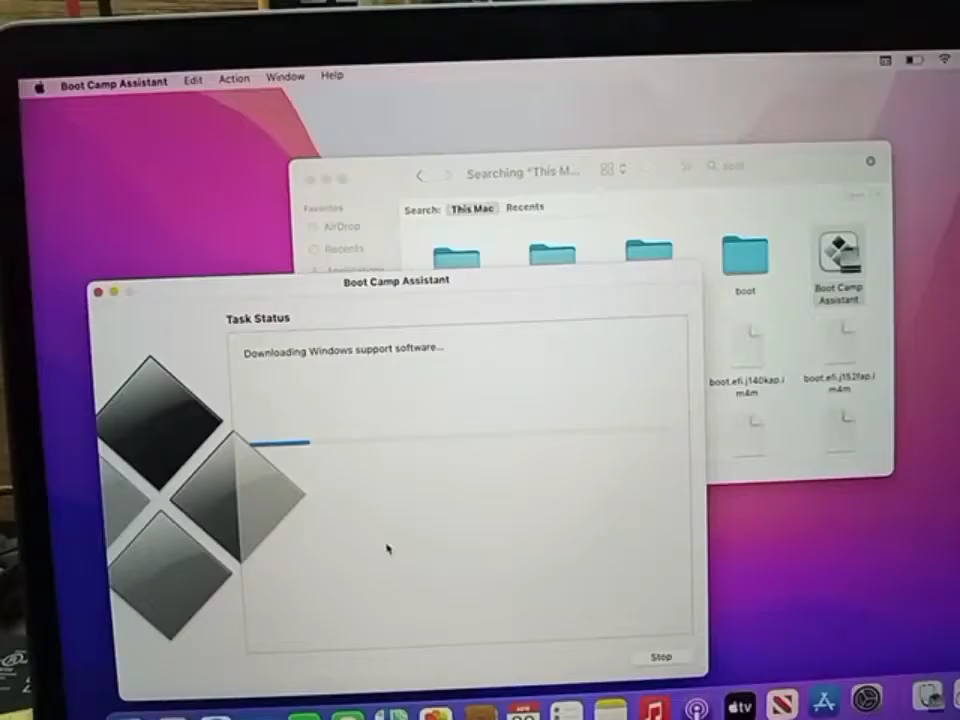 Boot Camp Assistant Edit Action Window Help
Searching "This M...
Search: This Mac Recents
Favorites
AirDrop
Recents
boot
Boot Camp
Assistant
Boot Camp Assistant
Task Status
Downloading Windows support software...
boot.efi.j140kap.i
m4m
boot.efi.j152fap.i
m4m
Stop
tv